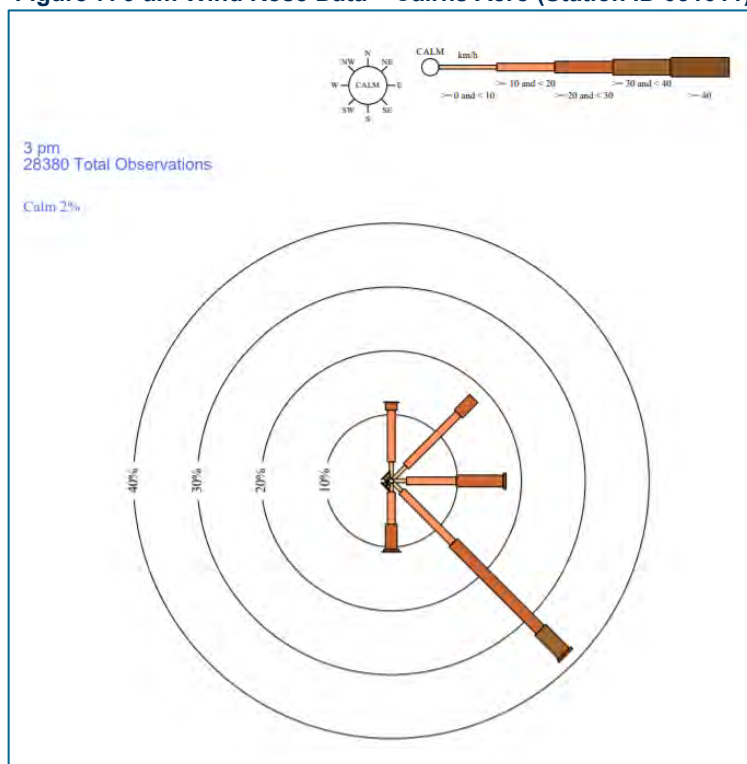 CALM km/h
>= 10 and < 20 >= 30 and < 40
>= 0 and < 10 >= 20 and < 30 >= 40
N
NW NE
W CALM E
SW SE
S
3 pm
28380 Total Observations
Calm 2%
40% 30% 20% 10%